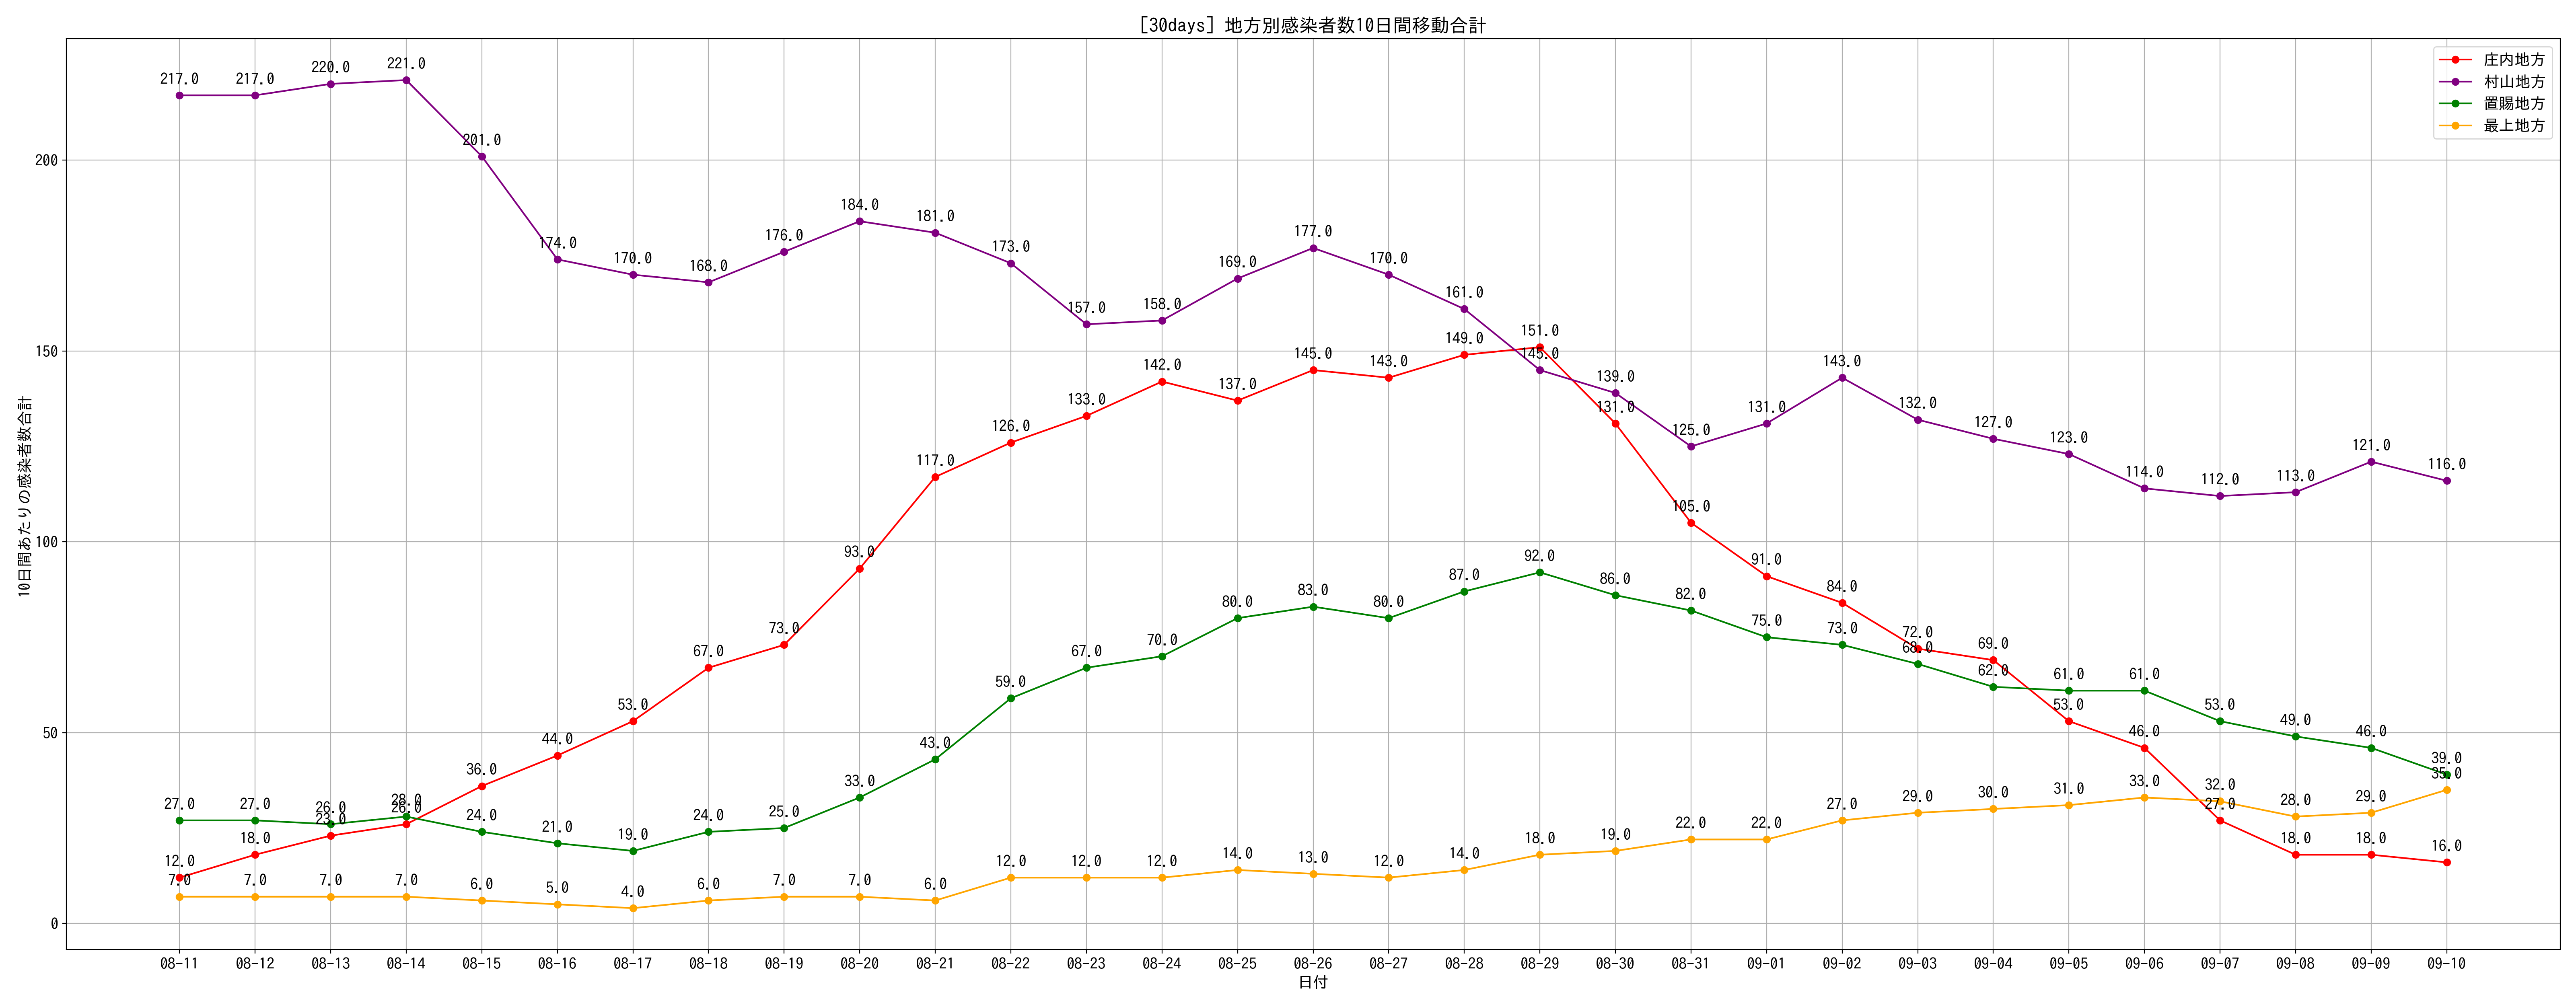 [30days] 地方別感染者数10日間移動合計
庄内地方
村山地方
置賜地方
最上地方
10日間あたりの感染者数合計
200
150
100
50
0
217.0 217.0 220.0 221.0 201.0 174.0 170.0 168.0 176.0 184.0 181.0 173.0 157.0 158.0 169.0 177.0 170.0 161.0 145.0 139.0 125.0 131.0 143.0 132.0 127.0 123.0 114.0 112.0 113.0 121.0 116.0
12.0 18.0 23.0 26.0 36.0 44.0 53.0 67.0 73.0 93.0 117.0 126.0 133.0 142.0 137.0 145.0 143.0 149.0 151.0 131.0 105.0 91.0 84.0 72.0 69.0 53.0 46.0 27.0 18.0 18.0 16.0
27.0 27.0 26.0 28.0 24.0 21.0 19.0 24.0 25.0 33.0 43.0 59.0 67.0 70.0 80.0 83.0 80.0 87.0 92.0 86.0 82.0 75.0 73.0 68.0 62.0 61.0 61.0 53.0 49.0 46.0 39.0
7.0 7.0 7.0 7.0 6.0 5.0 4.0 6.0 7.0 7.0 6.0 12.0 12.0 12.0 14.0 13.0 12.0 14.0 18.0 19.0 22.0 22.0 27.0 29.0 30.0 31.0 33.0 32.0 28.0 29.0 35.0
08-11 08-12 08-13 08-14 08-15 08-16 08-17 08-18 08-19 08-20 08-21 08-22 08-23 08-24 08-25 08-26 08-27 08-28 08-29 08-30 08-31 09-01 09-02 09-03 09-04 09-05 09-06 09-07 09-08 09-09 09-10
日付